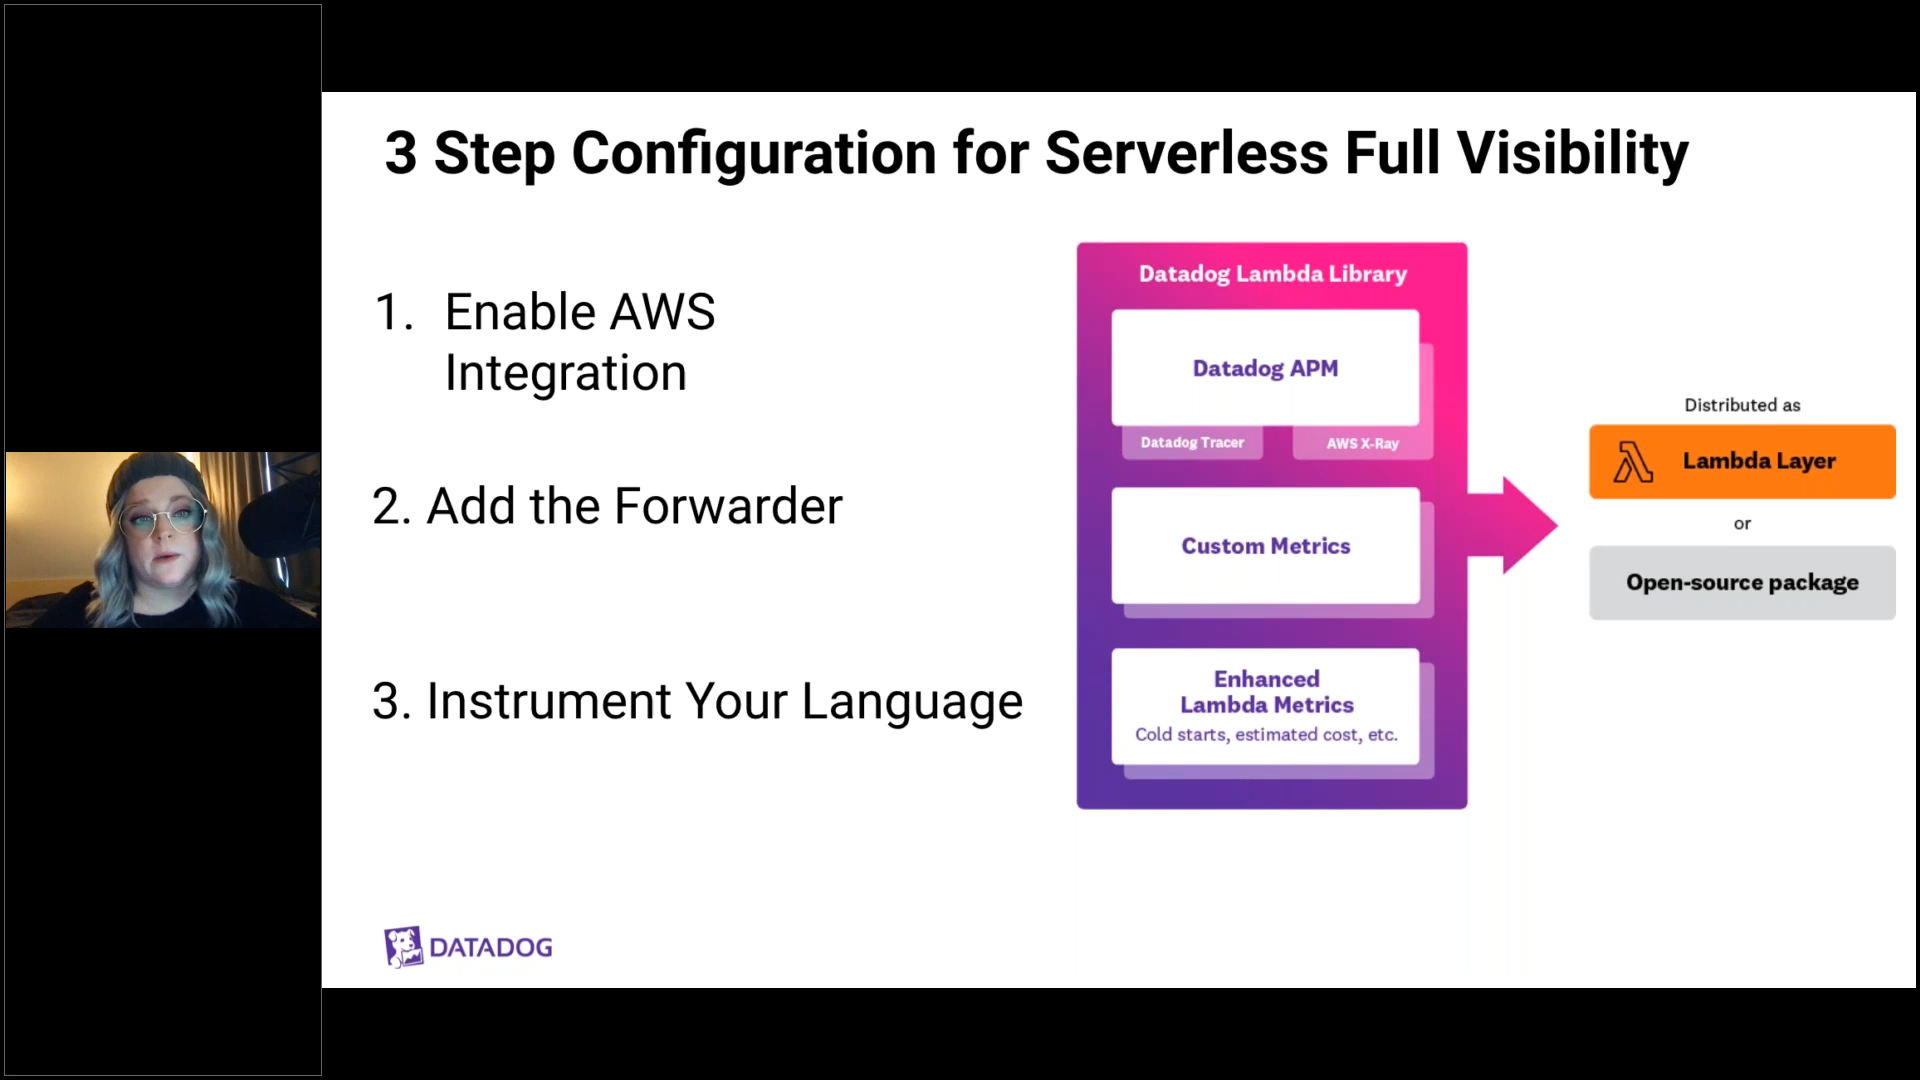 3 Step Configuration for Serverless Full Visibility
1. Enable AWS
Integration
2. Add the Forwarder
3. Instrument Your Language
Datadog Lambda Library
Datadog APM
Datadog Tracer
AWS X-Ray
Custom Metrics
Enhanced
Lambda Metrics
Cold starts, estimated cost, etc.
Distributed as
Lambda Layer
or
Open-source package
DATADOG